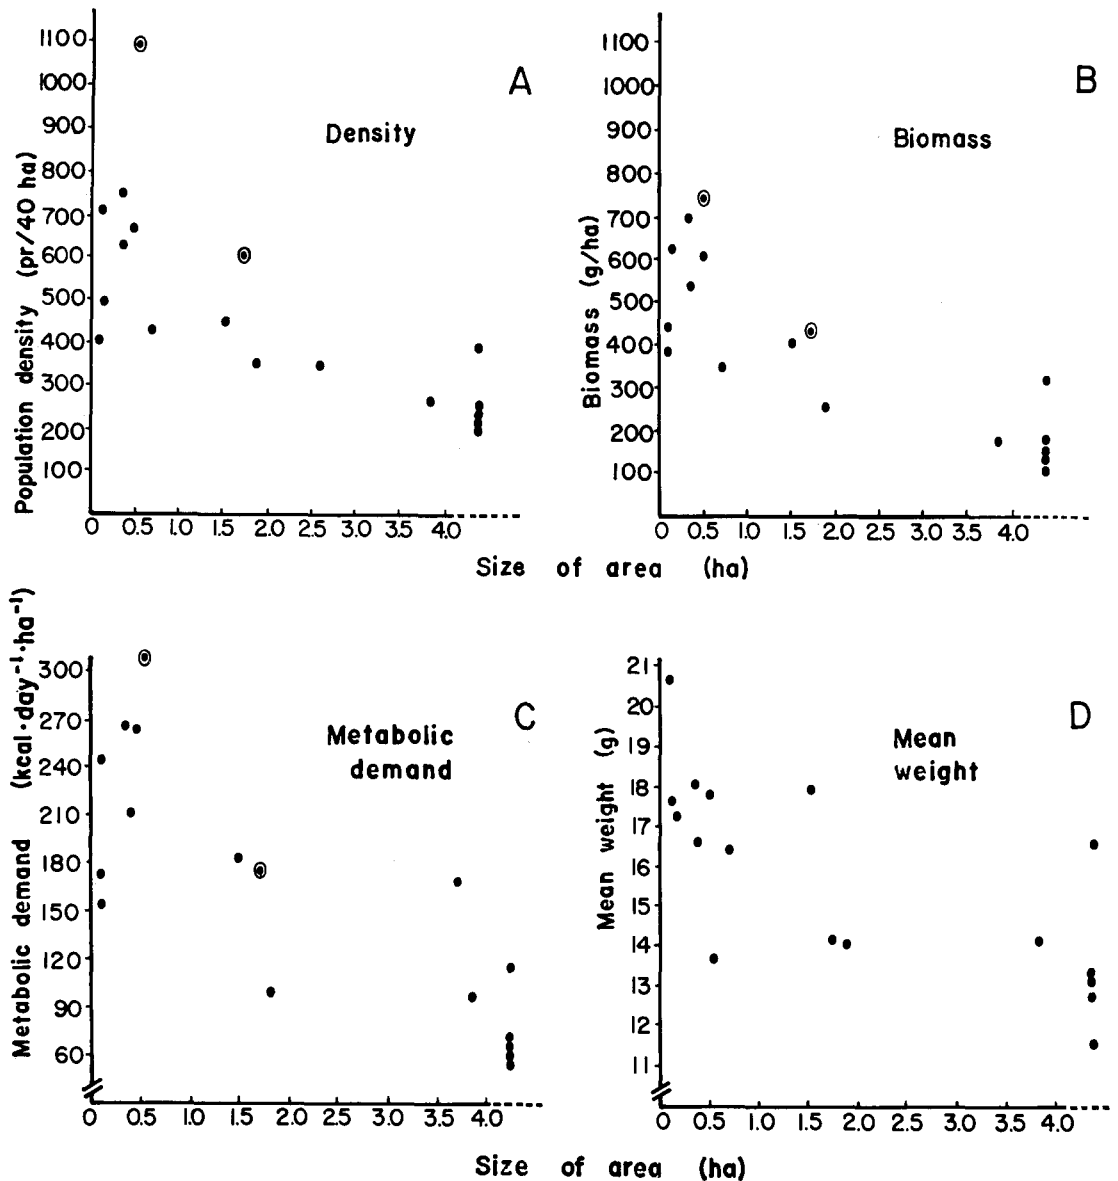 A
Density
Population density (pr/40 ha)
1100
1000
900
800
700
600
500
400
300
200
100
0 0.5 1.0 1.5 2.0 2.5 3.0 3.5 4.0
B
Biomass
Biomass (g/ha)
1100
1000
900
800
700
600
500
400
300
200
100
0 0.5 1.0 1.5 2.0 2.5 3.0 3.5 4.0
Size of area (ha)
C
Metabolic
demand
Metabolic demand (kcal·day⁻¹·ha⁻¹)
300
270
240
210
180
150
120
90
60
0 0.5 1.0 1.5 2.0 2.5 3.0 3.5 4.0
D
Mean
weight
Mean weight (g)
21
20
19
18
17
16
15
14
13
12
11
0 0.5 1.0 1.5 2.0 2.5 3.0 3.5 4.0
Size of area (ha)